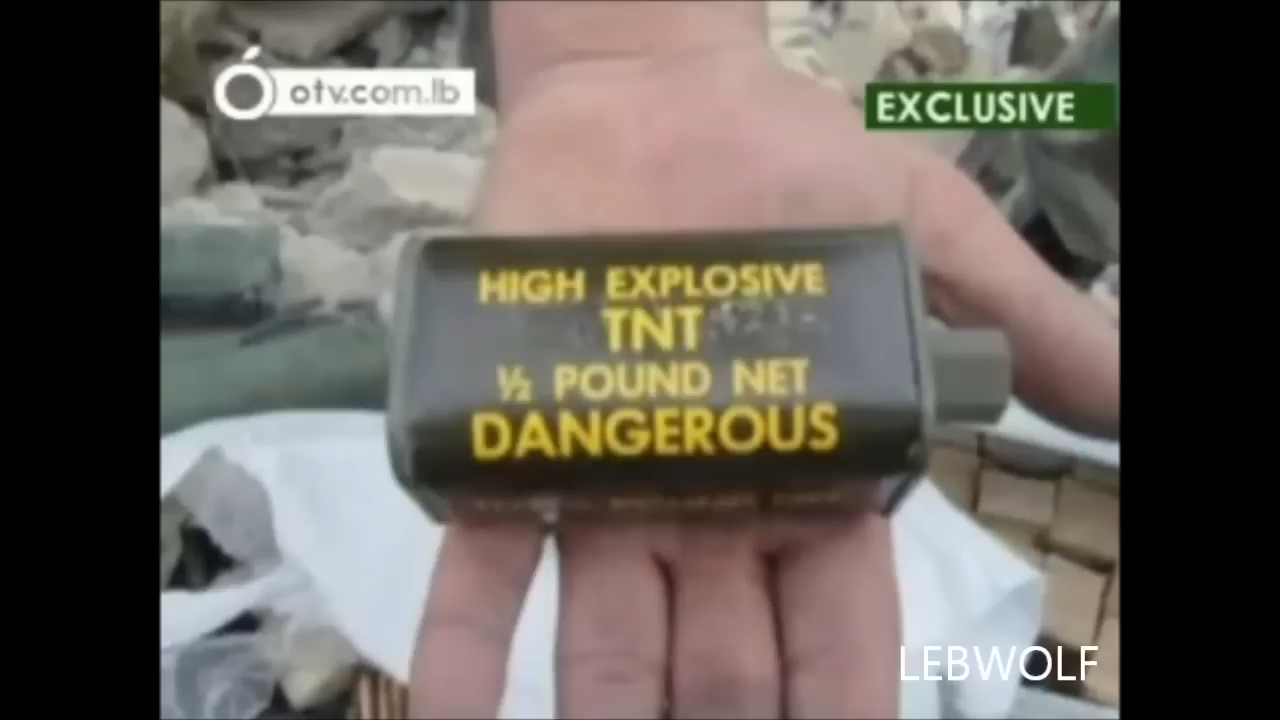 otv.com.lb
EXCLUSIVE
HIGH EXPLOSIVE
TNT
½ POUND NET
DANGEROUS
LEBWOLF